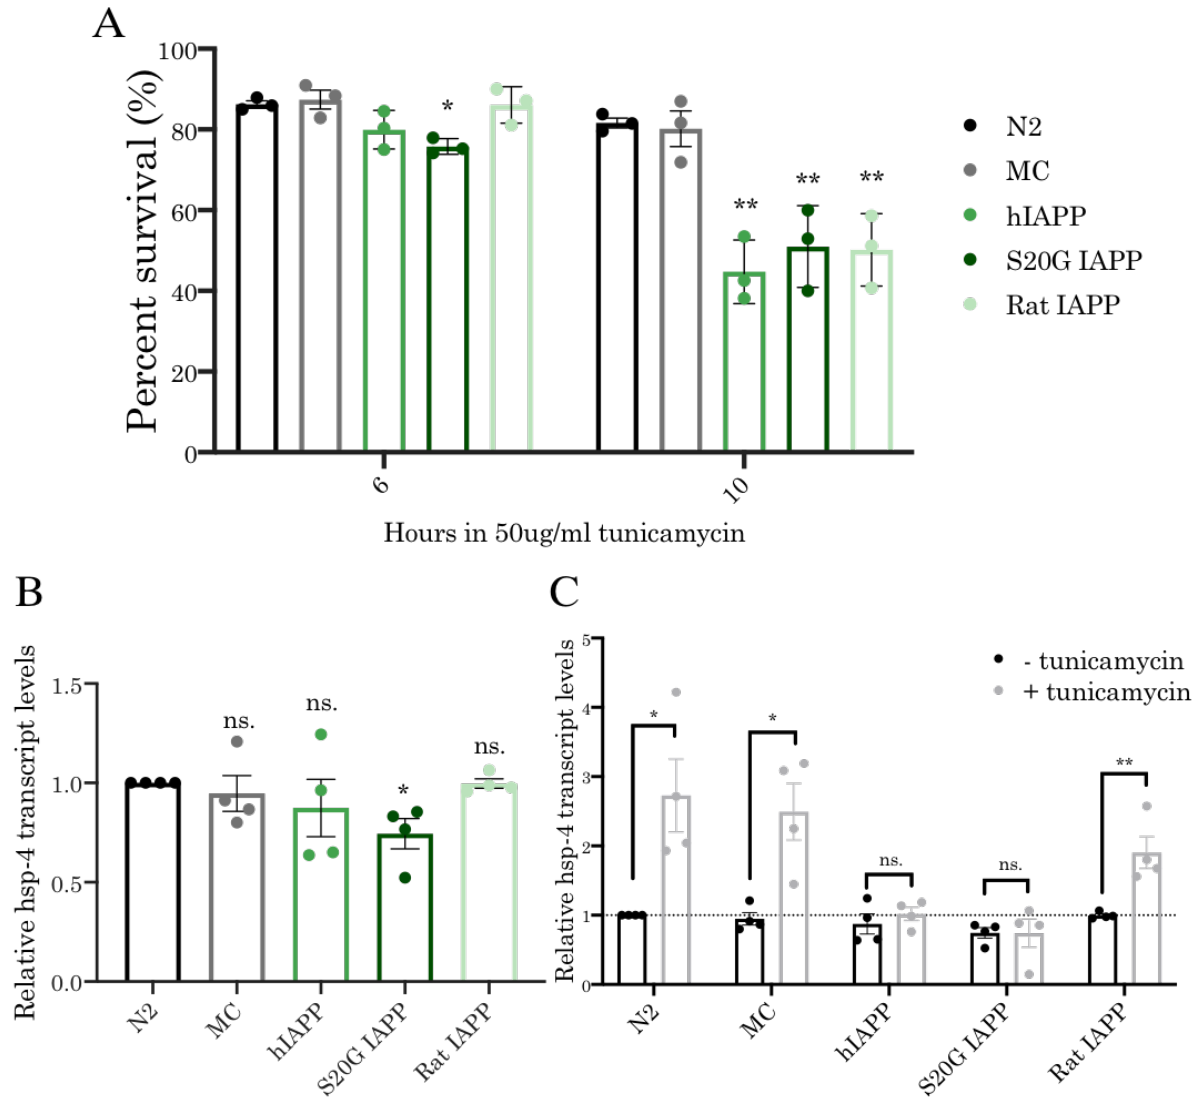 A
Percent survival (%)
100
80
60
40
20
0
*
**
**
**
6
10
Hours in 50ug/ml tunicamycin
N2
MC
hIAPP
S20G IAPP
Rat IAPP
B
Relative hsp-4 transcript levels
1.5
1.0
0.5
0.0
ns.
ns.
*
ns.
N2
MC
hIAPP
S20G IAPP
Rat IAPP
C
Relative hsp-4 transcript levels
5
4
3
2
1
0
- tunicamycin
+ tunicamycin
*
*
ns.
ns.
**
N2
MC
hIAPP
S20G IAPP
Rat IAPP